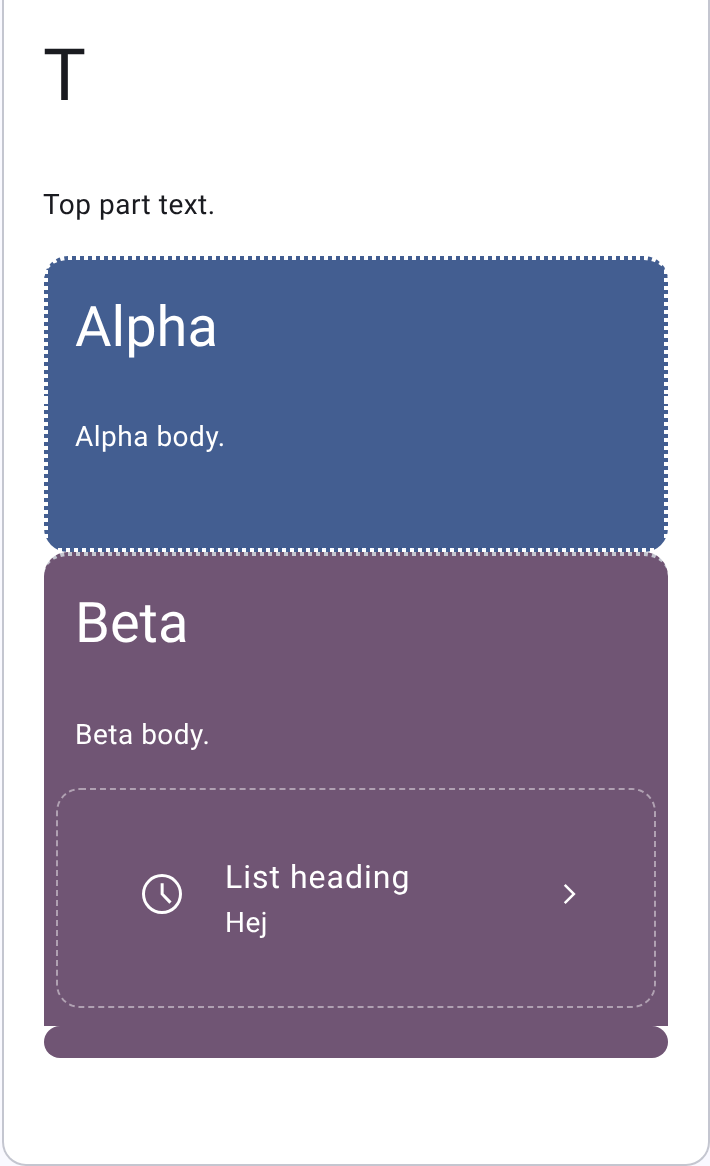 T
Top part text.
Alpha
Alpha body.
Beta
Beta body.
List heading
Hej